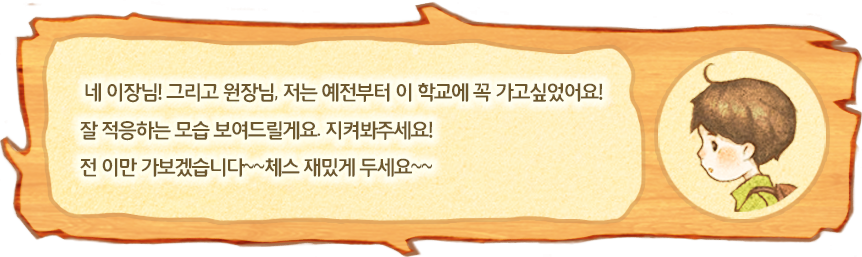 네 이장님! 그리고 원장님, 저는 예전부터 이 학교에 꼭 가고싶었어요!
잘 적응하는 모습 보여드릴게요. 지켜봐주세요!
전 이만 가보겠습니다~~체스 재밌게 두세요~~